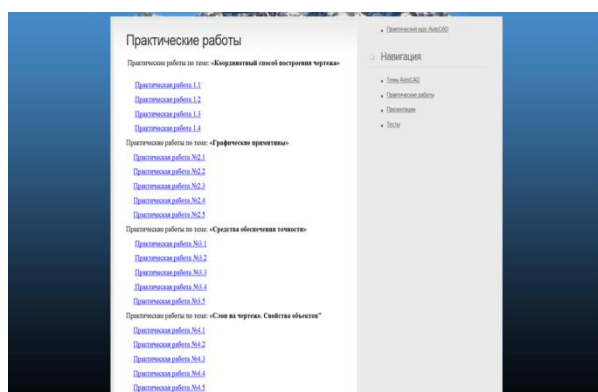 Практические работы
Практические работы по теме: «Координатный способ построения чертежа»
Практическая работа 1.1
Практическая работа 1.2
Практическая работа 1.3
Практическая работа 1.4
Практические работы по теме: «Графические примитивы»
Практическая работа №2.1
Практическая работа №2.2
Практическая работа №2.3
Практическая работа №2.4
Практическая работа №2.5
Практические работы по теме: «Средства обеспечения точности»
Практическая работа №3.1
Практическая работа №3.2
Практическая работа №3.3
Практическая работа №3.4
Практическая работа №3.5
Практические работы по теме: «Слои на чертеже. Свойства объектов"
Практическая работа №4.1
Практическая работа №4.2
Практическая работа №4.3
Практическая работа №4.4
Практическая работа №4.5
Практический курс AutoCAD
Навигация
Темы AutoCAD
Практические работы
Презентации
Тесты